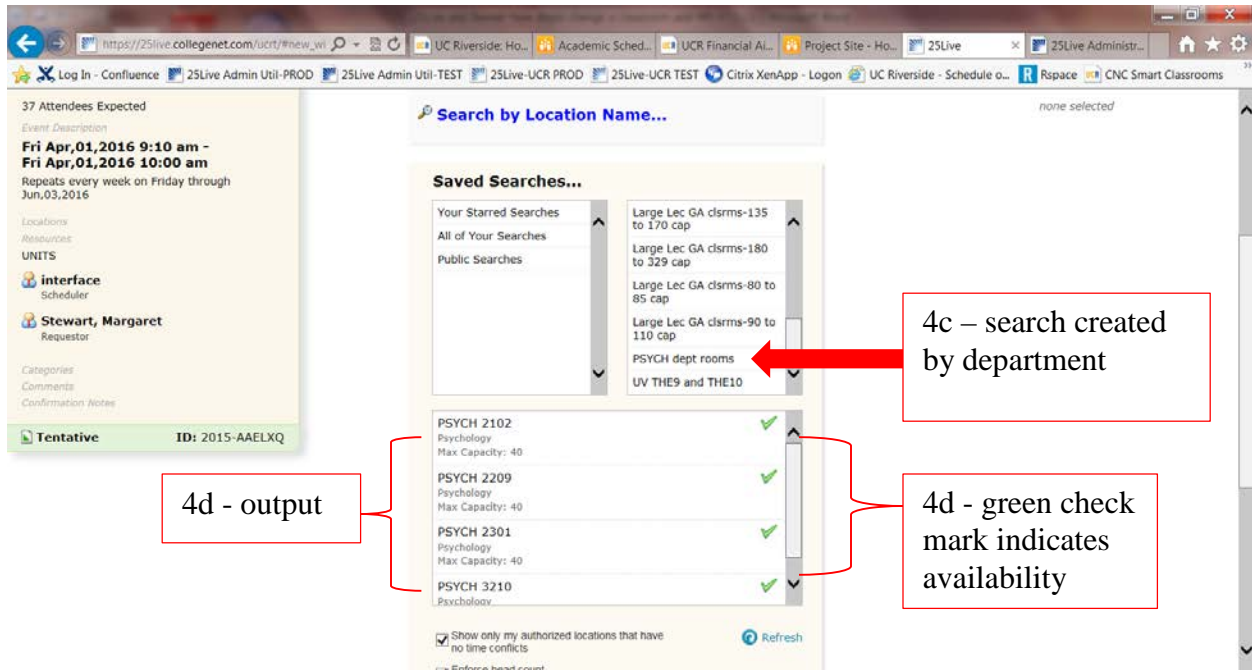 https://25live.collegenet.com/ucrt/#new_wi
UC Riverside: Ho...
Academic Sched...
UCR Financial Ai...
Project Site - Ho...
25Live
25Live Administr...
Log In - Confluence
25Live Admin Util-PROD
25Live Admin Util-TEST
25Live-UCR PROD
25Live-UCR TEST
Citrix XenApp - Logon
UC Riverside - Schedule o...
Rspace
CNC Smart Classrooms
37 Attendees Expected
Event Description
Fri Apr,01,2016 9:10 am -
Fri Apr,01,2016 10:00 am
Repeats every week on Friday through
Jun,03,2016
Locations
Resources
UNITS
interface
Scheduler
Stewart, Margaret
Requestor
Categories
Comments
Confirmation Notes
Tentative ID: 2015-AAELXQ
Search by Location Name...
none selected
Saved Searches...
Your Starred Searches
All of Your Searches
Public Searches
Large Lec GA clsrms-135
to 170 cap
Large Lec GA clsrms-180
to 329 cap
Large Lec GA clsrms-80 to
85 cap
Large Lec GA clsrms-90 to
110 cap
PSYCH dept rooms
UV THE9 and THE10
4c – search created
by department
PSYCH 2102
Psychology
Max Capacity: 40
PSYCH 2209
Psychology
Max Capacity: 40
PSYCH 2301
Psychology
Max Capacity: 40
PSYCH 3210
Psychology
4d - output
4d - green check
mark indicates
availability
Show only my authorized locations that have
no time conflicts
Refresh
Enforce head count